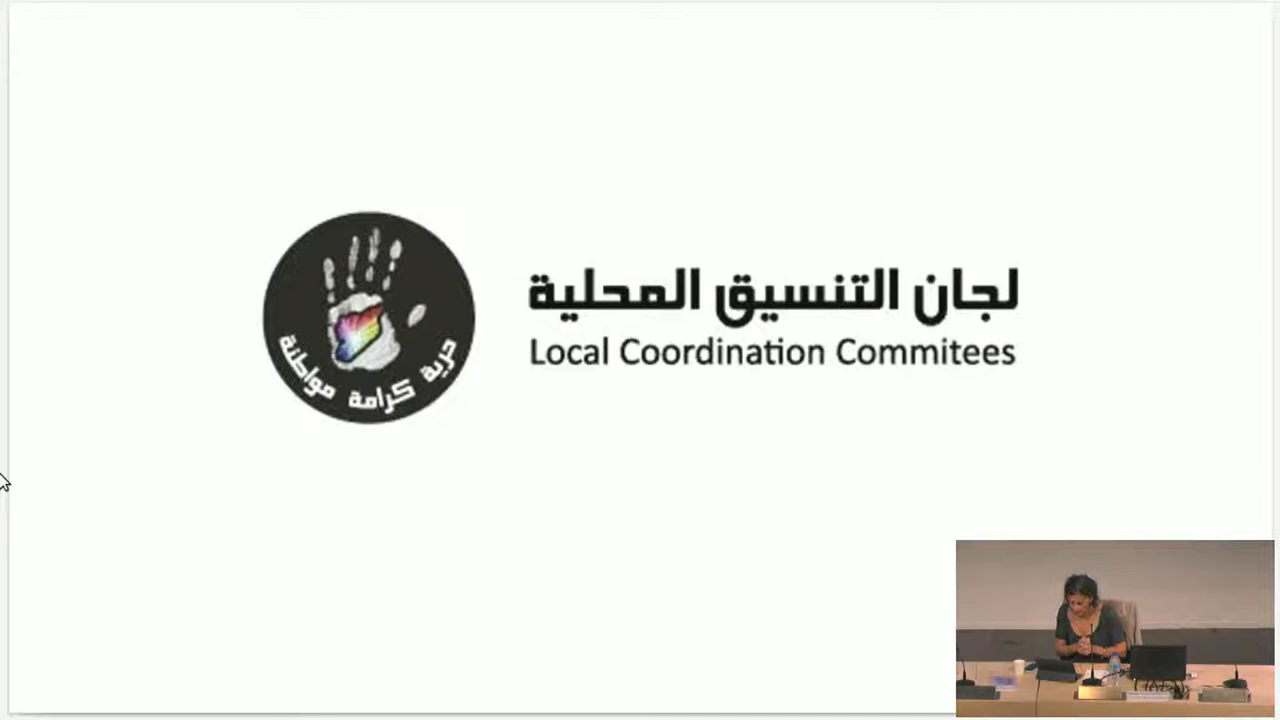 لجان التنسيق المحلية
Local Coordination Commitees
حرية كرامة مواطنة